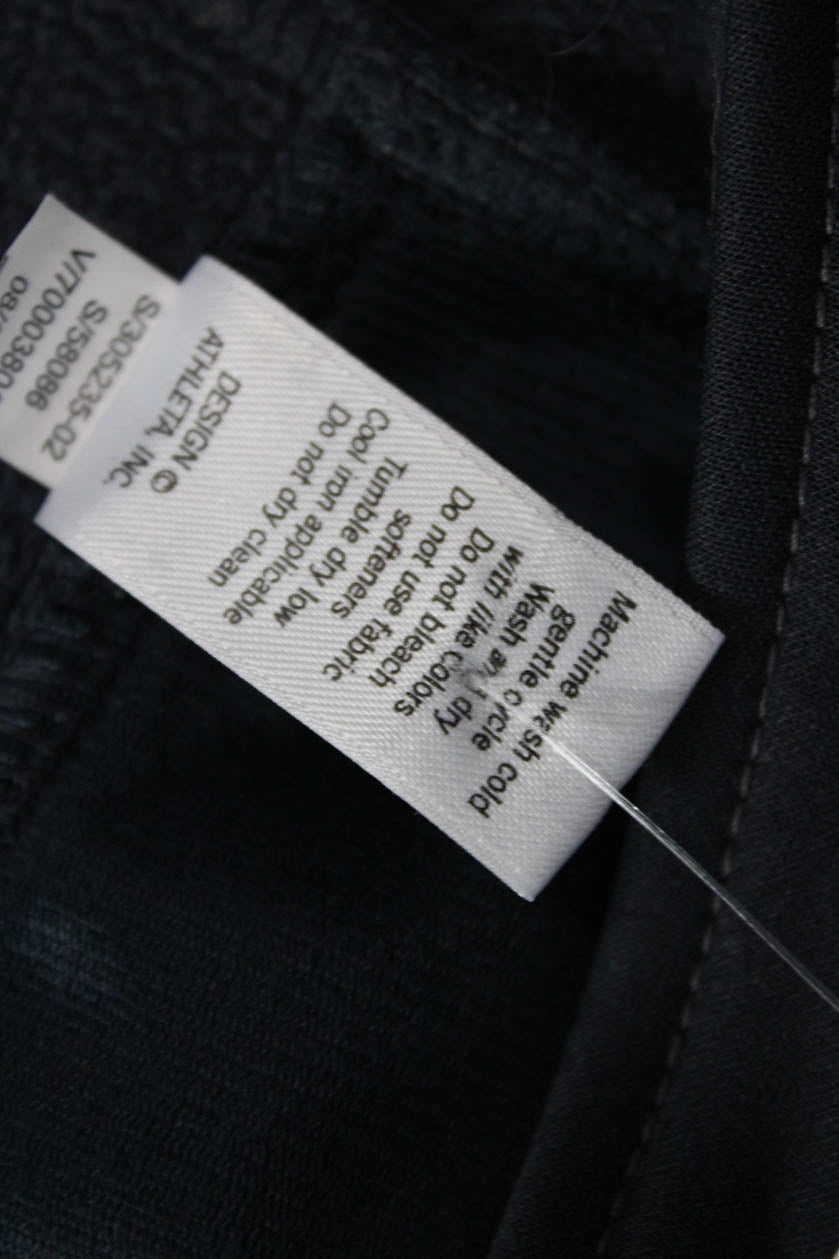 Machine wash cold
gentle cycle
Wash and dry
with like colors
Do not bleach
Do not use fabric
softeners
Tumble dry low
Cool iron applicable
Do not dry clean
DESIGN ©
ATHLETA, INC.
S/305235-02
S/58086